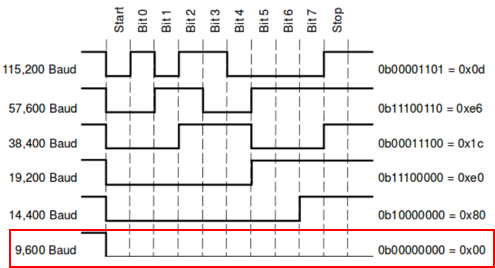 Start Bit 0 Bit 1 Bit 2 Bit 3 Bit 4 Bit 5 Bit 6 Bit 7 Stop
115,200 Baud 0b00001101 = 0x0d
57,600 Baud 0b11100110 = 0xe6
38,400 Baud 0b00011100 = 0x1c
19,200 Baud 0b11100000 = 0xe0
14,400 Baud 0b10000000 = 0x80
9,600 Baud 0b00000000 = 0x00